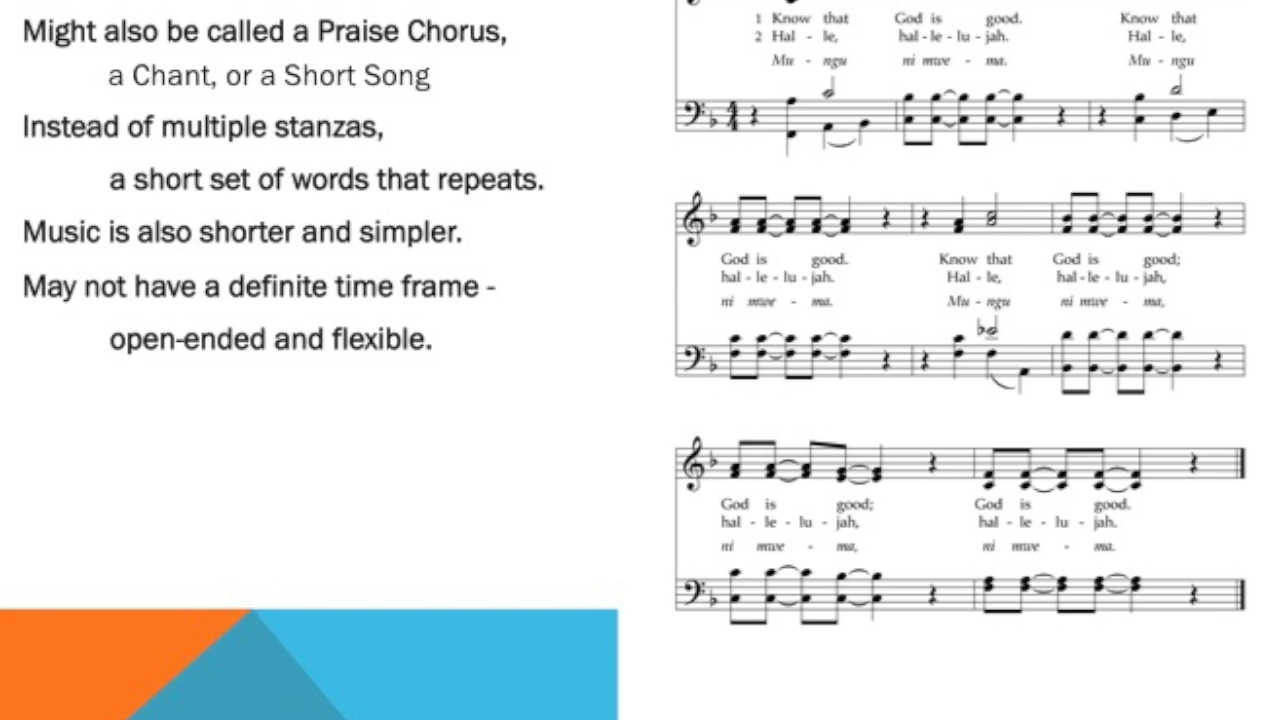 Might also be called a Praise Chorus,
a Chant, or a Short Song
Instead of multiple stanzas,
a short set of words that repeats.
Music is also shorter and simpler.
May not have a definite time frame -
open-ended and flexible.
1 Know that God is good. Know that
2 Hal - le, hal - le - lu - jah. Hal - le,
Mu - ngu ni mwe - ma. Mu - ngu
God is good. Know that God is good;
hal - le - lu - jah. Hal - le, hal - le - lu - jah,
ni mwe - ma. Mu - ngu ni mwe - ma,
God is good; God is good.
hal - le - lu - jah, hal - le - lu - jah.
ni mwe - ma, ni mwe - ma.